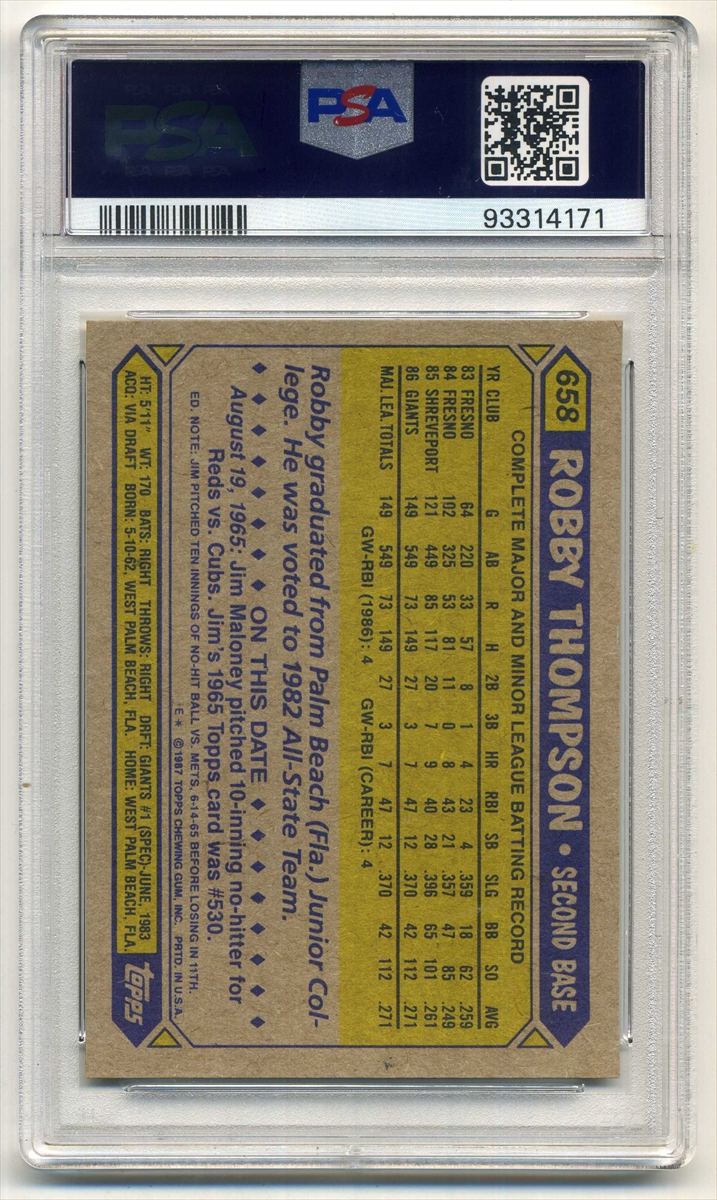 PSA
PSA
93314171
658 ROBBY THOMPSON • SECOND BASE
COMPLETE MAJOR AND MINOR LEAGUE BATTING RECORD
YR CLUB G AB R H 2B 3B HR RBI SB SLG BB SO AVG
83 FRESNO 64 220 33 57 8 1 4 23 4 .359 18 62 .259
84 FRESNO 102 325 53 81 11 0 8 43 21 .357 47 85 .249
85 SHREVEPORT 121 449 85 117 20 7 9 40 28 .396 65 101 .261
86 GIANTS 149 549 73 149 27 3 7 47 12 .370 42 112 .271
MAJ. LEA. TOTALS 149 549 73 149 27 3 7 47 12 .370 42 112 .271
GW-RBI (1986): 4 GW-RBI (CAREER): 4
Robby graduated from Palm Beach (Fla.) Junior Col-
lege. He was voted to 1982 All-State Team.
ON THIS DATE
August 19, 1965: Jim Maloney pitched 10-inning no-hitter for
Reds vs. Cubs. Jim's 1965 Topps card was #530.
ED. NOTE: JIM PITCHED TEN INNINGS OF NO-HIT BALL VS. METS, 6-14-65 BEFORE LOSING IN 11TH.
E* © 1987 TOPPS CHEWING GUM, INC. PRTD. IN U.S.A.
HT: 5'11" WT: 170 BATS: RIGHT THROWS: RIGHT DRFT: GIANTS #1 (SPEC)-JUNE, 1983
ACQ: VIA DRAFT BORN: 5-10-62, WEST PALM BEACH, FLA. HOME: WEST PALM BEACH, FLA.
TOPPS